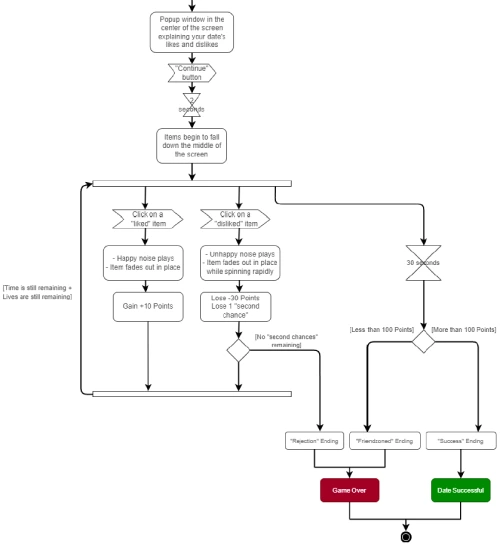 Popup window in the
center of the screen
explaining your date's
likes and dislikes
"Continue"
button
2
seconds
Items begin to fall
down the middle of
the screen
Click on a
"liked" item
Click on a
"disliked" item
- Happy noise plays
- Item fades out in place
- Unhappy noise plays
- Item fades out in place
while spinning rapidly
30 seconds
[Time is still remaining +
Lives are still remaining]
Gain +10 Points
Lose -30 Points
Lose 1 "second
chance"
[No "second chances"
remaining]
[Less than 100 Points]
[More than 100 Points]
"Rejection" Ending
"Friendzoned" Ending
"Success" Ending
Game Over
Date Successful